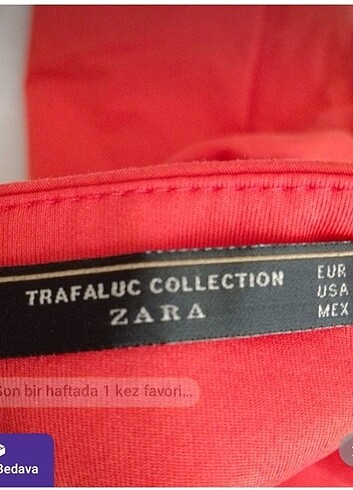 TRAFALUC COLLECTION
ZARA
EUR
USA
MEX
Son bir haftada 1 kez favori...
Bedava